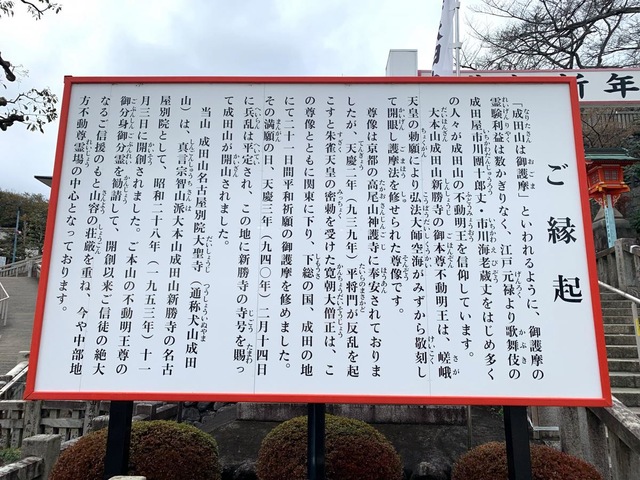 ご縁起
「成田山、御護摩」といわれるように、御護摩の
霊験利益は数かぎりなく、江戸元禄より歌舞伎の
成田屋市川團十郎丈・市川海老蔵丈をはじめ多く
の人々が成田山の不動明王を信仰しています。
大本山成田山新勝寺の御本尊不動明王は、嵯峨
天皇の勅願により弘法大師空海がみずから敬刻し
て開眼し護摩法を修せられた尊像です。
尊像は京都の高尾山神護寺に奉安されておりま
したが、天慶二年（九三九年）平将門が反乱を起
こすと朱雀天皇の密勅を受けた寛朝大僧正は、こ
の尊像とともに関東に下り、下総の国、成田の地
にて二十一日間平和祈願の御護摩を修めました。
その満願の日、天慶三年（九四〇年）二月十四日
に兵乱は平定され、この地に新勝寺の寺号を賜っ
て成田山が開山されました。
当山 成田山名古屋別院大聖寺（通称犬山成田
山）は、真言宗智山派大本山成田山新勝寺の名古
屋別院として、昭和二十八年（一九五三年）十一
月三日に開創されました。ご本山の不動明王尊の
御分身御分霊を勧請して、開創以来ご信徒の絶大
なるご信援のもと山容の荘厳を重ね、今や中部地
方不動尊霊場の中心となっております。
新年